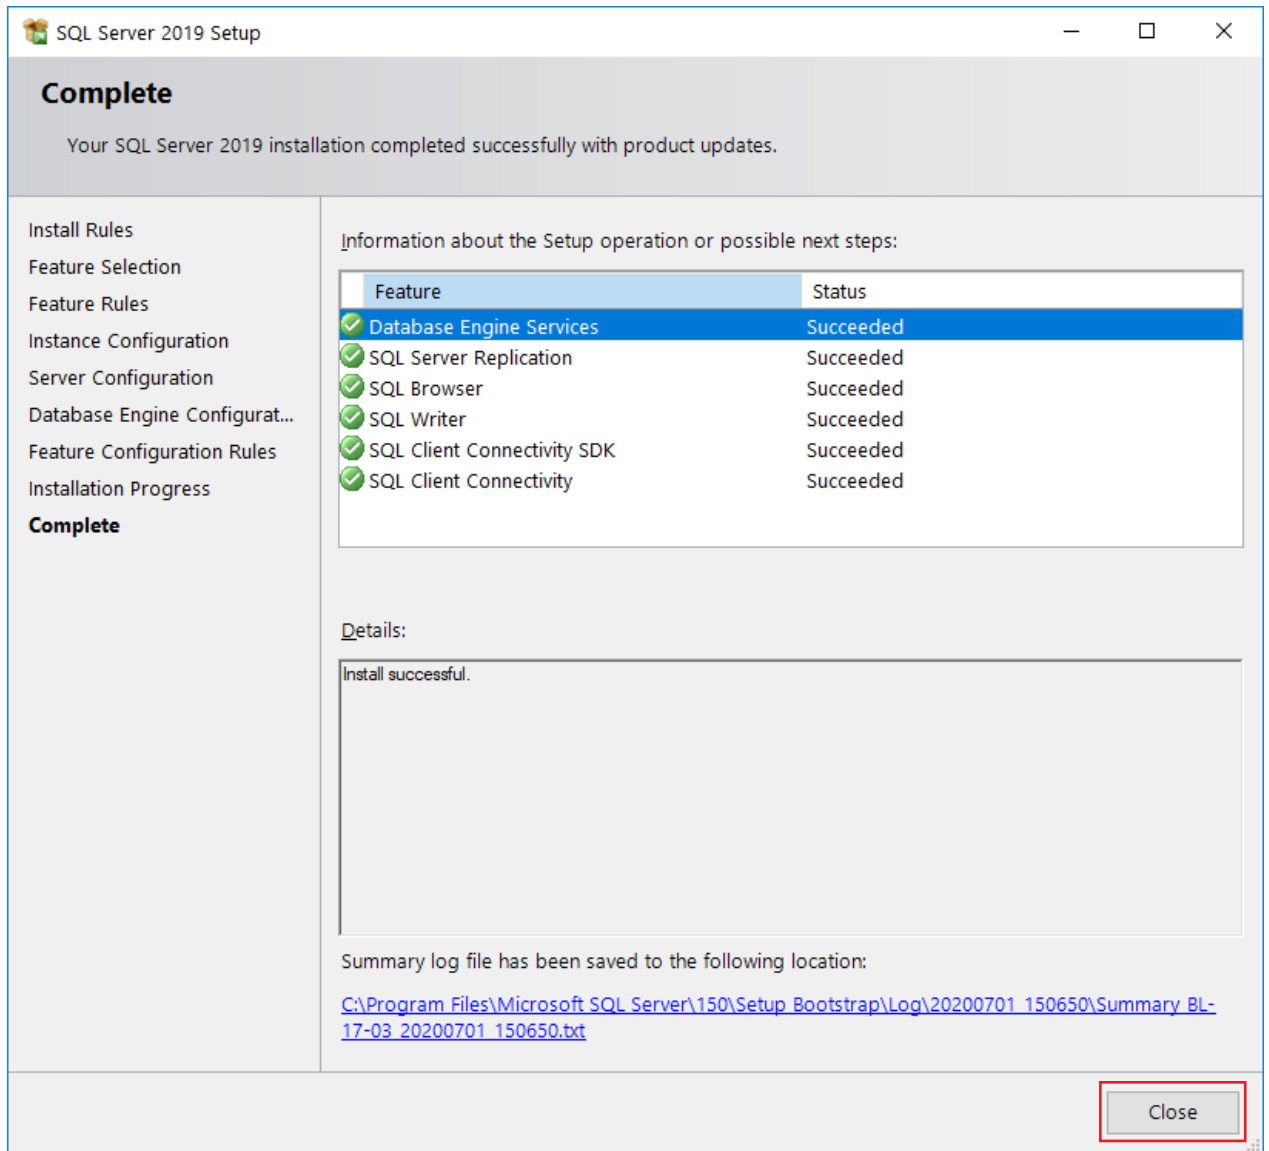 SQL Server 2019 Setup
Complete
Your SQL Server 2019 installation completed successfully with product updates.
Install Rules
Feature Selection
Feature Rules
Instance Configuration
Server Configuration
Database Engine Configurat...
Feature Configuration Rules
Installation Progress
Complete
Information about the Setup operation or possible next steps:
Feature Status
Database Engine Services Succeeded
SQL Server Replication Succeeded
SQL Browser Succeeded
SQL Writer Succeeded
SQL Client Connectivity SDK Succeeded
SQL Client Connectivity Succeeded
Details:
Install successful.
Summary log file has been saved to the following location:
C:\Program Files\Microsoft SQL Server\150\Setup Bootstrap\Log\20200701_150650\Summary_BL-
17-03_20200701_150650.txt
Close